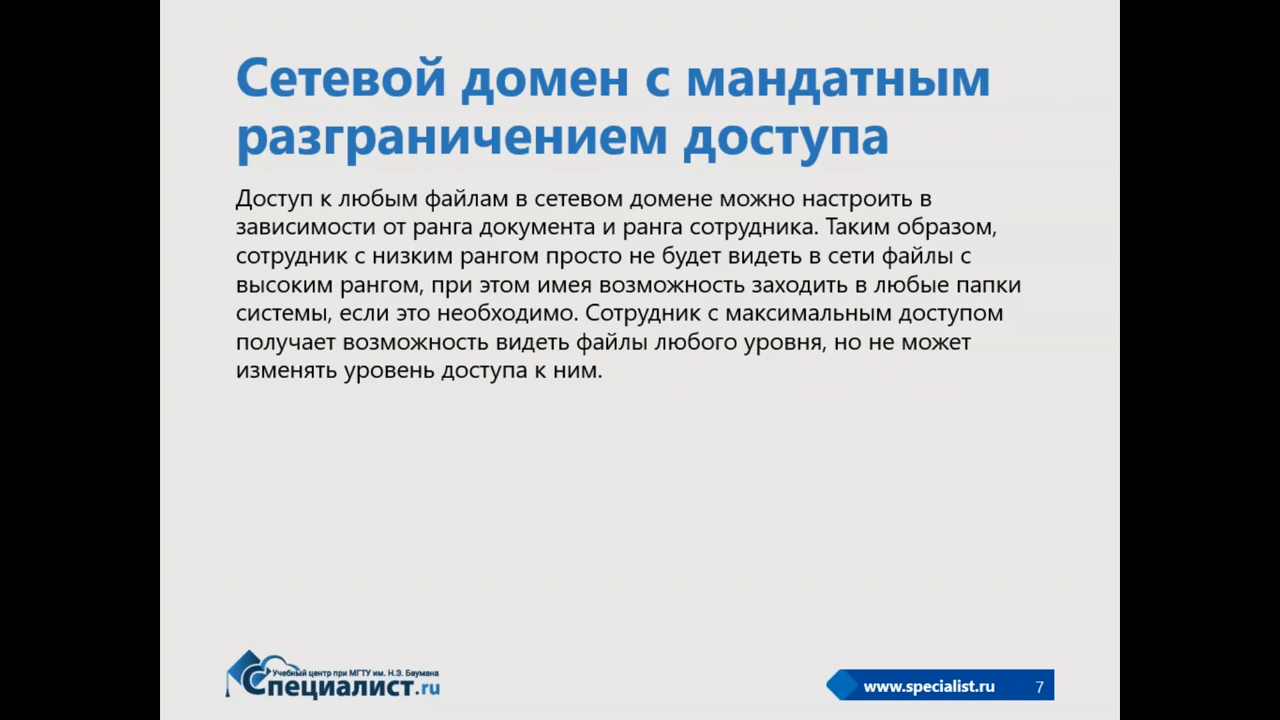 Сетевой домен с мандатным
разграничением доступа
Доступ к любым файлам в сетевом домене можно настроить в
зависимости от ранга документа и ранга сотрудника. Таким образом,
сотрудник с низким рангом просто не будет видеть в сети файлы с
высоким рангом, при этом имея возможность заходить в любые папки
системы, если это необходимо. Сотрудник с максимальным доступом
получает возможность видеть файлы любого уровня, но не может
изменять уровень доступа к ним.
Учебный центр при МГТУ им. Н.Э. Баумана
Специалист.ru
www.specialist.ru 7